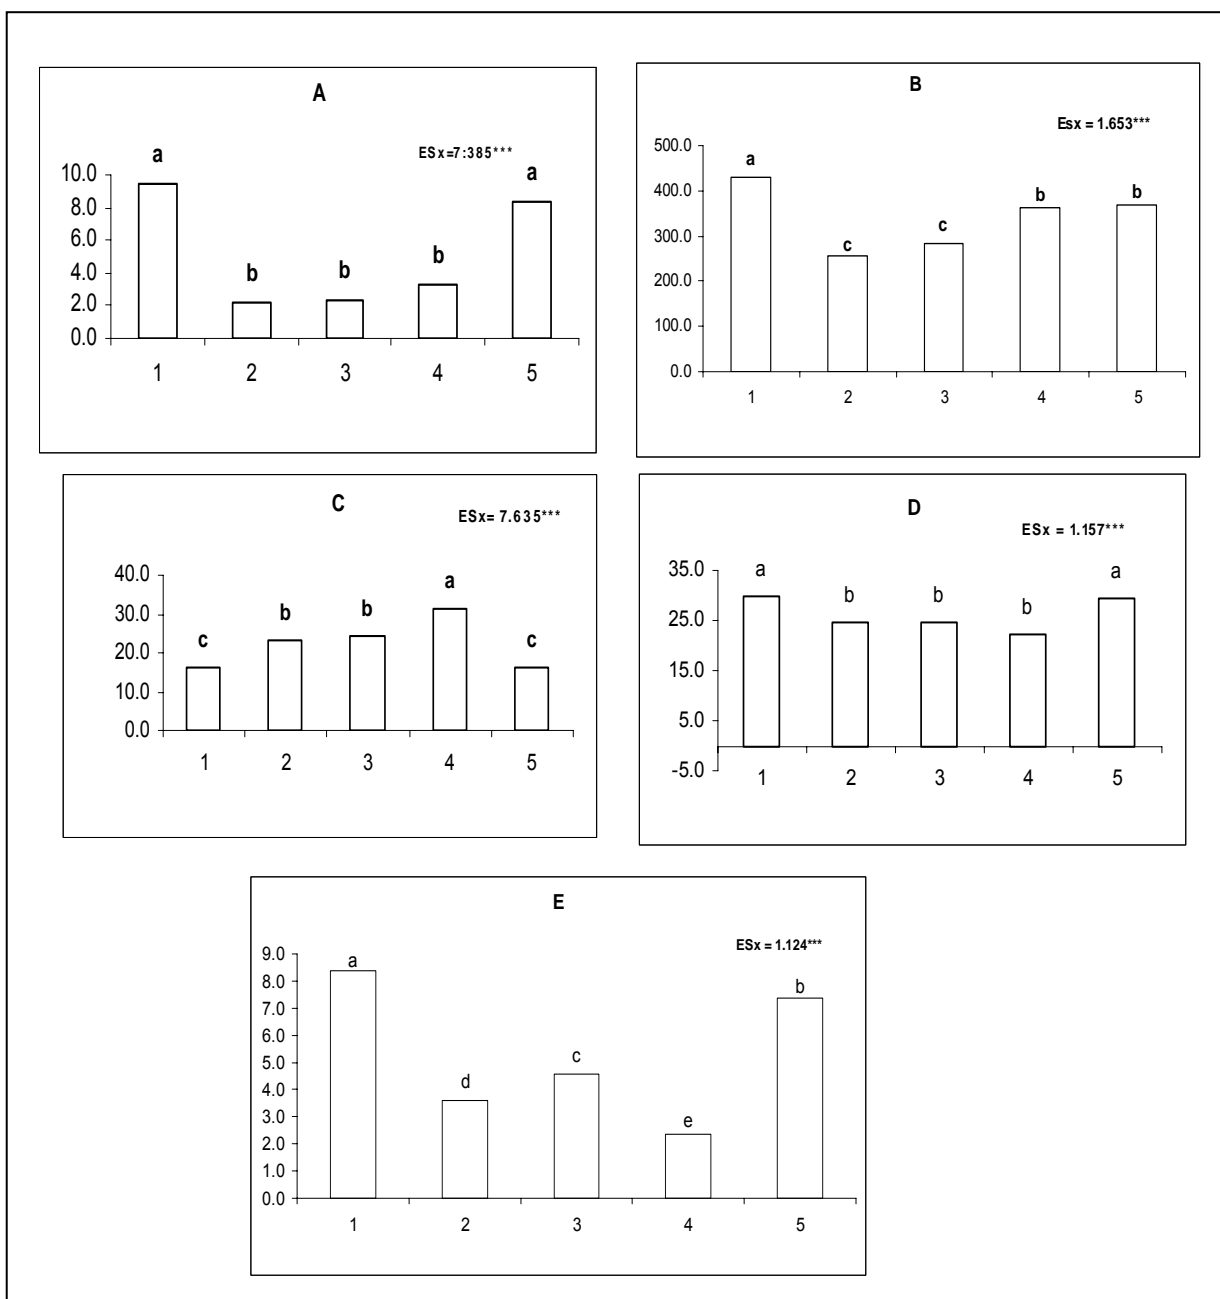 A
ESx=7:385***
a
a
10.0
8.0
6.0
b
b
b
4.0
2.0
0.0
1 2 3 4 5
B
Esx = 1.653***
500.0
a
400.0
b b
c
c
300.0
200.0
100.0
0.0
1 2 3 4 5
C
ESx= 7.635***
40.0
a
30.0
b b
c c
20.0
10.0
0.0
1 2 3 4 5
D
ESx = 1.157***
35.0
a a
b b b
25.0
15.0
5.0
-5.0
1 2 3 4 5
E
ESx = 1.124***
9.0
a
8.0
b
7.0
6.0
5.0
c
d
4.0
e
3.0
2.0
1.0
0.0
1 2 3 4 5